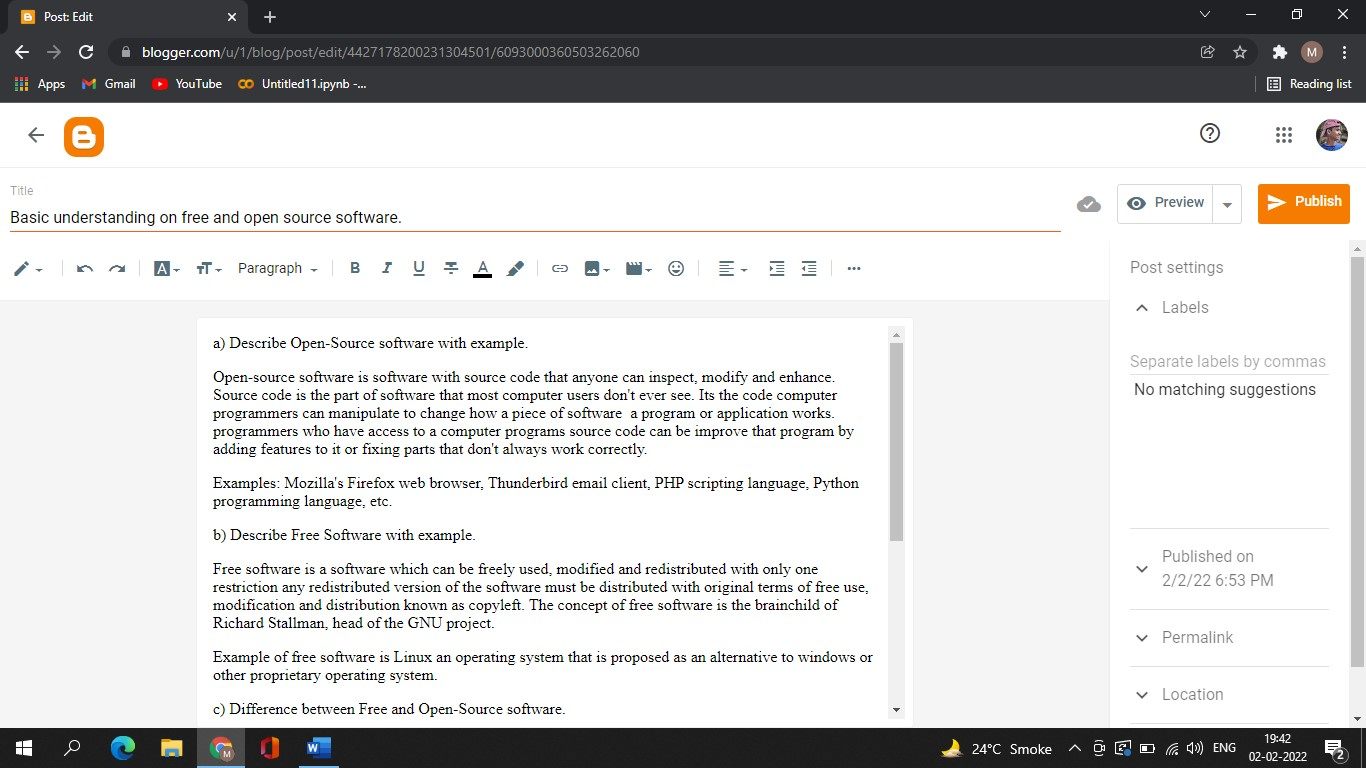 Post: Edit
blogger.com/u/1/blog/post/edit/4427178200231304501/6093000360503262060
M
Apps
Gmail
YouTube
Untitled11.ipynb -...
Reading list
Title
Basic understanding on free and open source software.
Preview
Publish
Paragraph
B I U A
a) Describe Open-Source software with example.
Open-source software is software with source code that anyone can inspect, modify and enhance.
Source code is the part of software that most computer users don't ever see. Its the code computer
programmers can manipulate to change how a piece of software  a program or application works.
programmers who have access to a computer programs source code can be improve that program by
adding features to it or fixing parts that don't always work correctly.
Examples: Mozilla's Firefox web browser, Thunderbird email client, PHP scripting language, Python
programming language, etc.
b) Describe Free Software with example.
Free software is a software which can be freely used, modified and redistributed with only one
restriction any redistributed version of the software must be distributed with original terms of free use,
modification and distribution known as copyleft. The concept of free software is the brainchild of
Richard Stallman, head of the GNU project.
Example of free software is Linux an operating system that is proposed as an alternative to windows or
other proprietary operating system.
c) Difference between Free and Open-Source software.
Post settings
Labels
Separate labels by commas
No matching suggestions
Published on
2/2/22 6:53 PM
Permalink
Location
24°C Smoke
ENG
19:42
02-02-2022
2